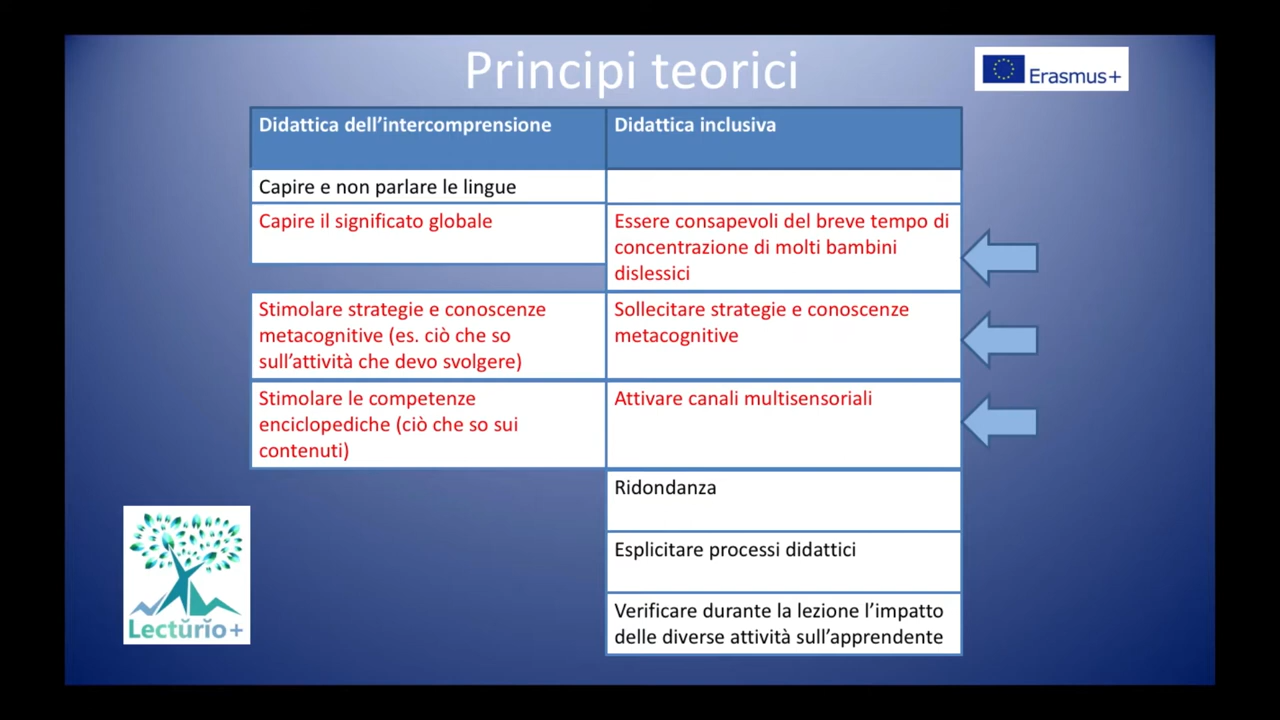 Principi teorici
Erasmus+
Didattica dell’intercomprensione
Didattica inclusiva
Capire e non parlare le lingue
Capire il significato globale
Essere consapevoli del breve tempo di
concentrazione di molti bambini
dislessici
Stimolare strategie e conoscenze
metacognitive (es. ciò che so
sull’attività che devo svolgere)
Sollecitare strategie e conoscenze
metacognitive
Stimolare le competenze
enciclopediche (ciò che so sui
contenuti)
Attivare canali multisensoriali
Ridondanza
Esplicitare processi didattici
Verificare durante la lezione l’impatto
delle diverse attività sull’apprendente
Lectŭrĭo+